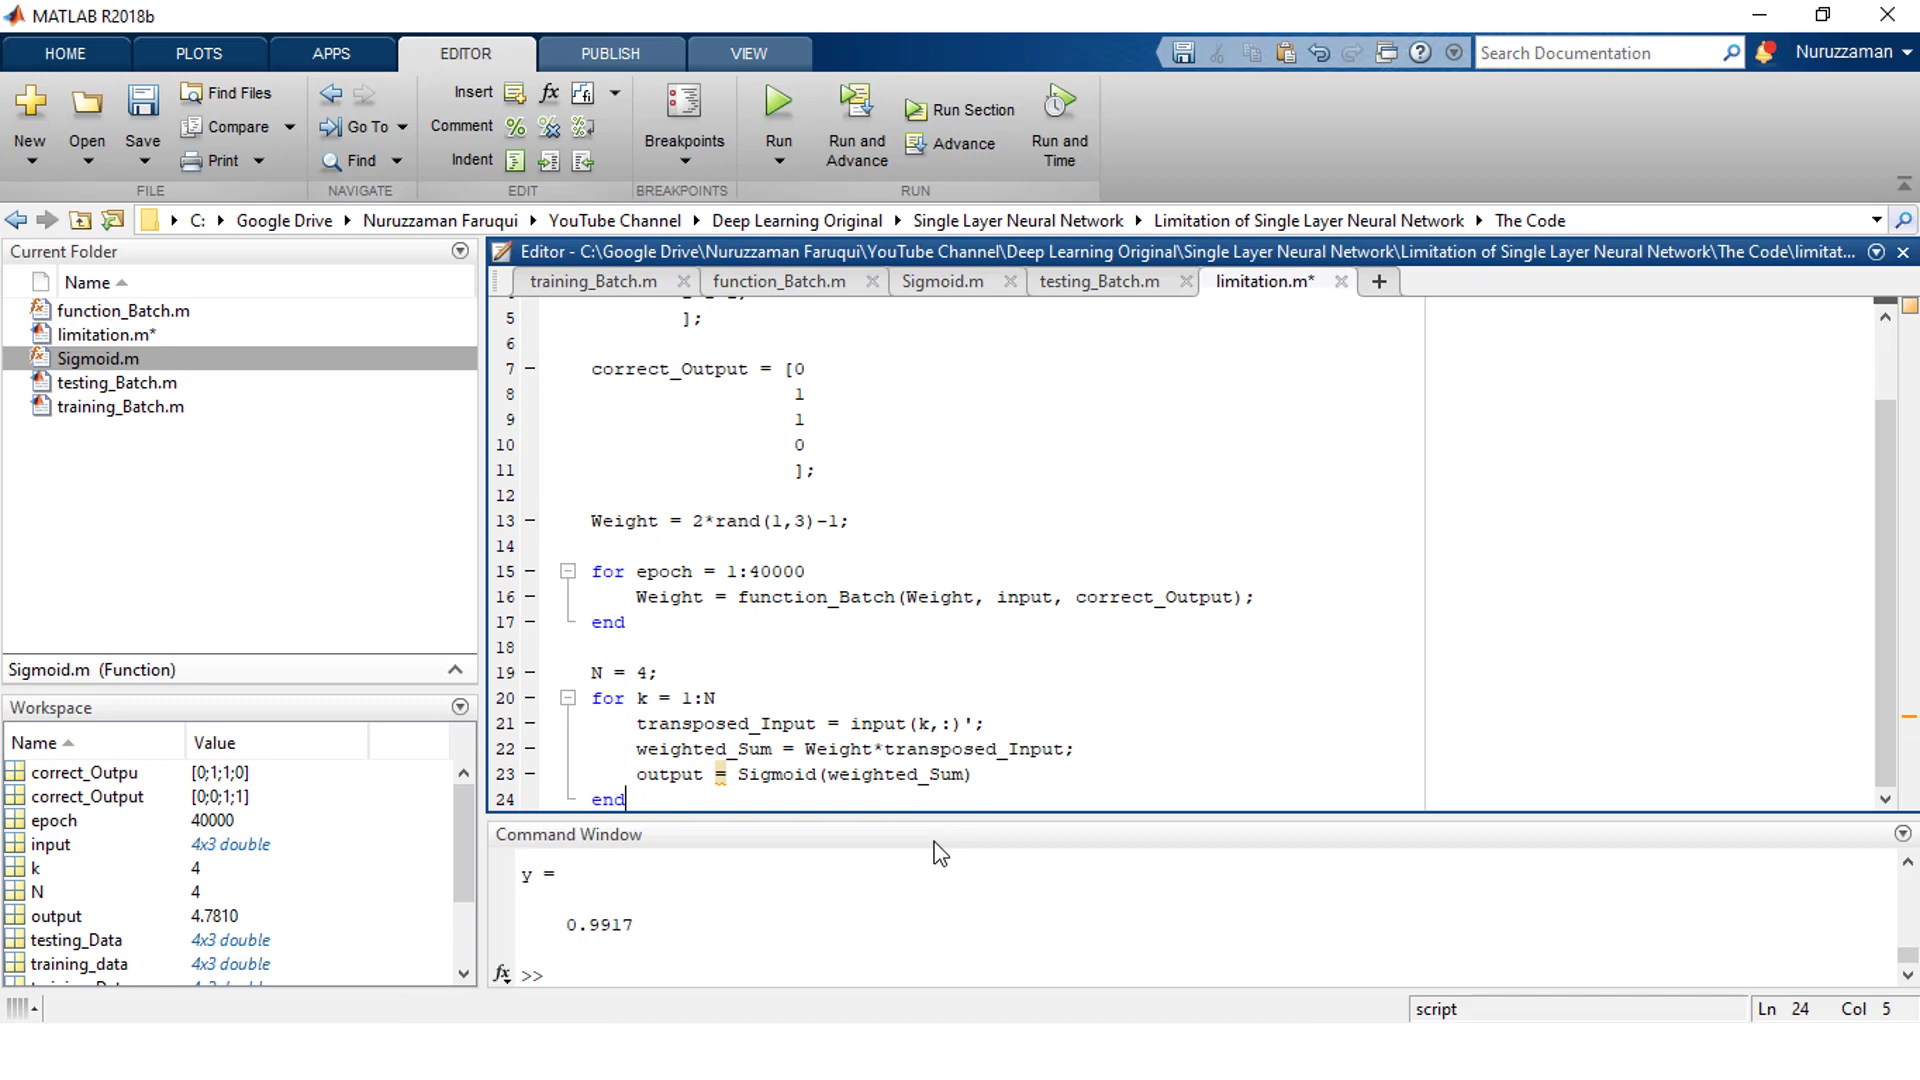 MATLAB R2018b
HOME PLOTS APPS EDITOR PUBLISH VIEW
Search Documentation Nuruzzaman
New Open Save Find Files Compare Print
Go To Find
Insert fx Comment Indent
Breakpoints
Run Run and Advance Run Section Advance Run and Time
FILE NAVIGATE EDIT BREAKPOINTS RUN
C: Google Drive Nuruzzaman Faruqui YouTube Channel Deep Learning Original Single Layer Neural Network Limitation of Single Layer Neural Network The Code
Current Folder
Name
function_Batch.m
limitation.m*
Sigmoid.m
testing_Batch.m
training_Batch.m
Sigmoid.m (Function)
Workspace
Name Value
correct_Outpu [0;1;1;0]
correct_Output [0;0;1;1]
epoch 40000
input 4x3 double
k 4
N 4
output 4.7810
testing_Data 4x3 double
training_data 4x3 double
Editor - C:\Google Drive\Nuruzzaman Faruqui\YouTube Channel\Deep Learning Original\Single Layer Neural Network\Limitation of Single Layer Neural Network\The Code\limitat...
training_Batch.m function_Batch.m Sigmoid.m testing_Batch.m limitation.m* +
5 ];
6
7 correct_Output = [0
8 1
9 1
10 0
11 ];
12
13 Weight = 2*rand(1,3)-1;
14
15 for epoch = 1:40000
16 Weight = function_Batch(Weight, input, correct_Output);
17 end
18
19 N = 4;
20 for k = 1:N
21 transposed_Input = input(k,:)';
22 weighted_Sum = Weight*transposed_Input;
23 output = Sigmoid(weighted_Sum)
24 end
Command Window
y =
0.9917
fx >>
script Ln 24 Col 5